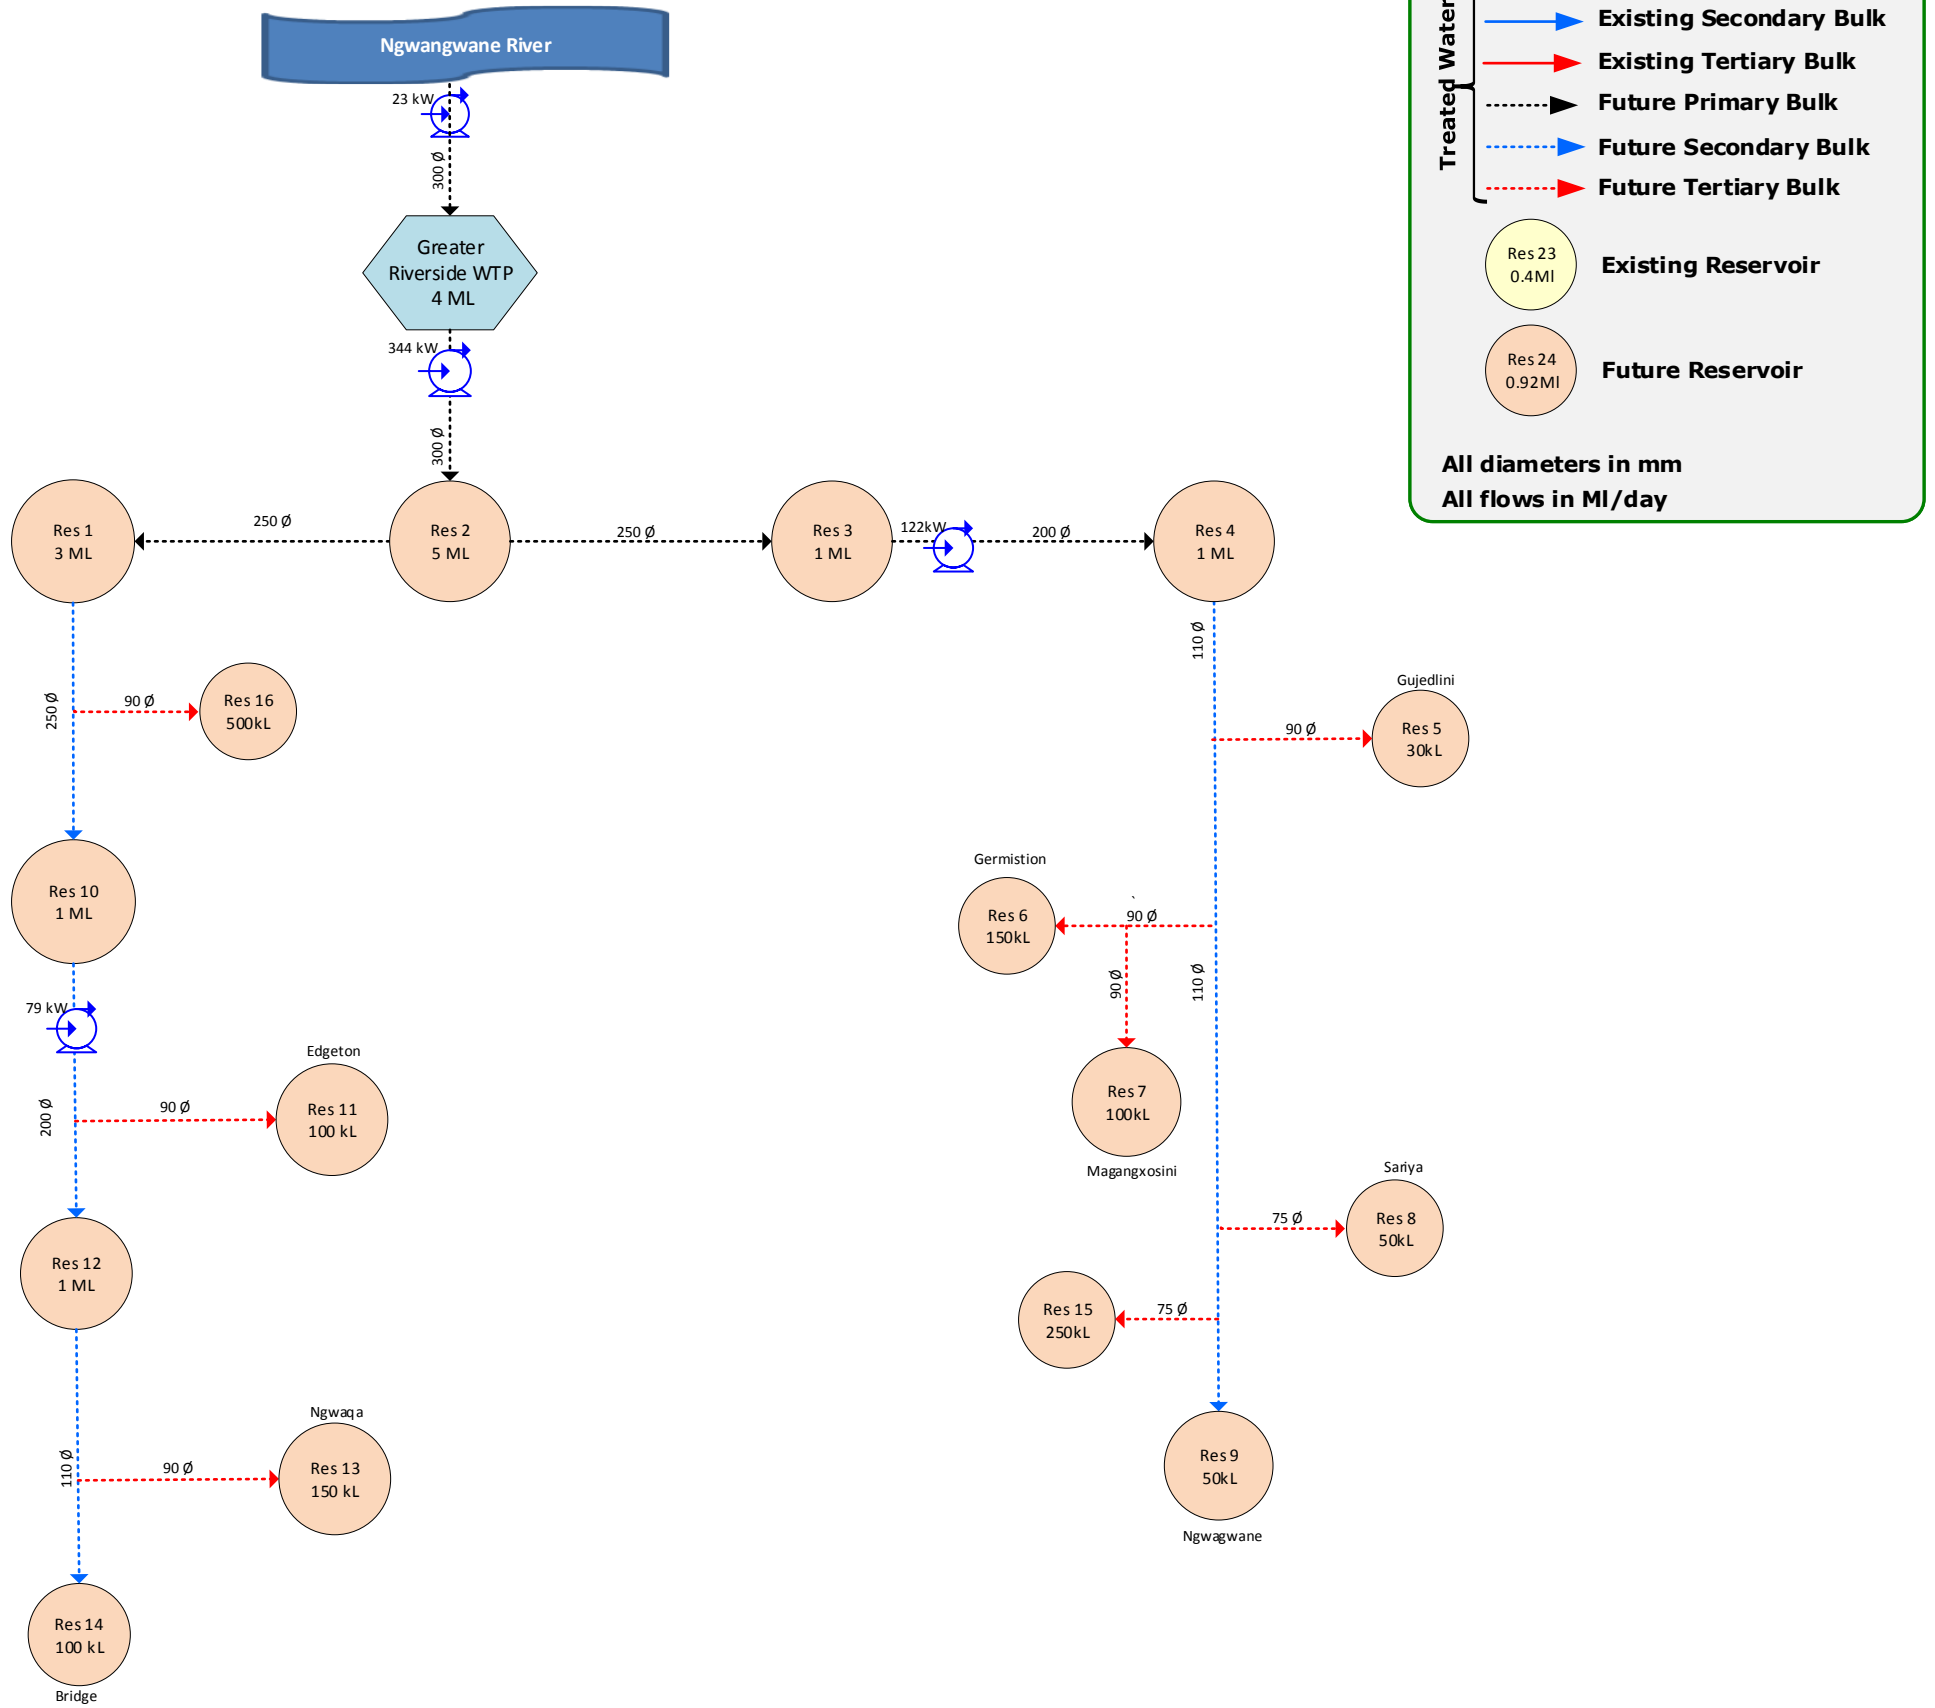 Ngwangwane River
23 kW
300 Ø
Greater
Riverside WTP
4 ML
344 kW
300 Ø
Res 1
3 ML
250 Ø
Res 2
5 ML
250 Ø
Res 3
1 ML
122kW
200 Ø
Res 4
1 ML
250 Ø
90 Ø
Res 16
500kL
Res 10
1 ML
79 kW
200 Ø
90 Ø
Edgeton
Res 11
100 kL
Res 12
1 ML
110 Ø
90 Ø
Ngwaqa
Res 13
150 kL
Res 14
100 kL
Bridge
110 Ø
90 Ø
Gujedlini
Res 5
30kL
Germistion
Res 6
150kL
`
90 Ø
90 Ø
110 Ø
Res 7
100kL
Magangxosini
Sariya
75 Ø
Res 8
50kL
Res 15
250kL
75 Ø
Res 9
50kL
Ngwagwane
Treated Water
Existing Secondary Bulk
Existing Tertiary Bulk
Future Primary Bulk
Future Secondary Bulk
Future Tertiary Bulk
Res 23
0.4Ml
Existing Reservoir
Res 24
0.92Ml
Future Reservoir
All diameters in mm
All flows in Ml/day